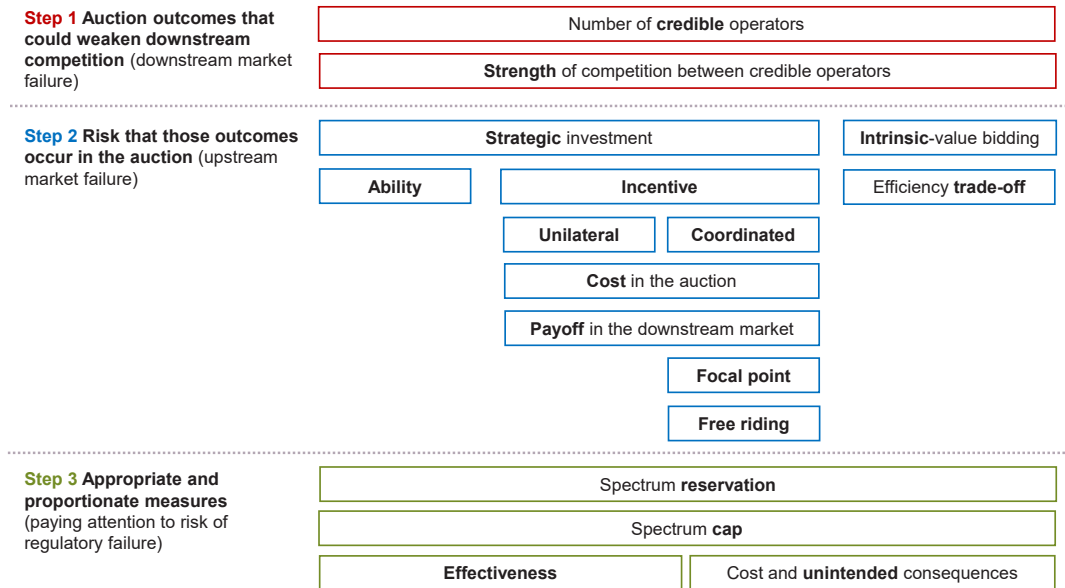 Step 1 Auction outcomes that
could weaken downstream
competition (downstream market
failure)
Number of credible operators
Strength of competition between credible operators
Step 2 Risk that those outcomes
occur in the auction (upstream
market failure)
Strategic investment
Intrinsic-value bidding
Ability
Incentive
Efficiency trade-off
Unilateral
Coordinated
Cost in the auction
Payoff in the downstream market
Focal point
Free riding
Step 3 Appropriate and
proportionate measures
(paying attention to risk of
regulatory failure)
Spectrum reservation
Spectrum cap
Effectiveness
Cost and unintended consequences